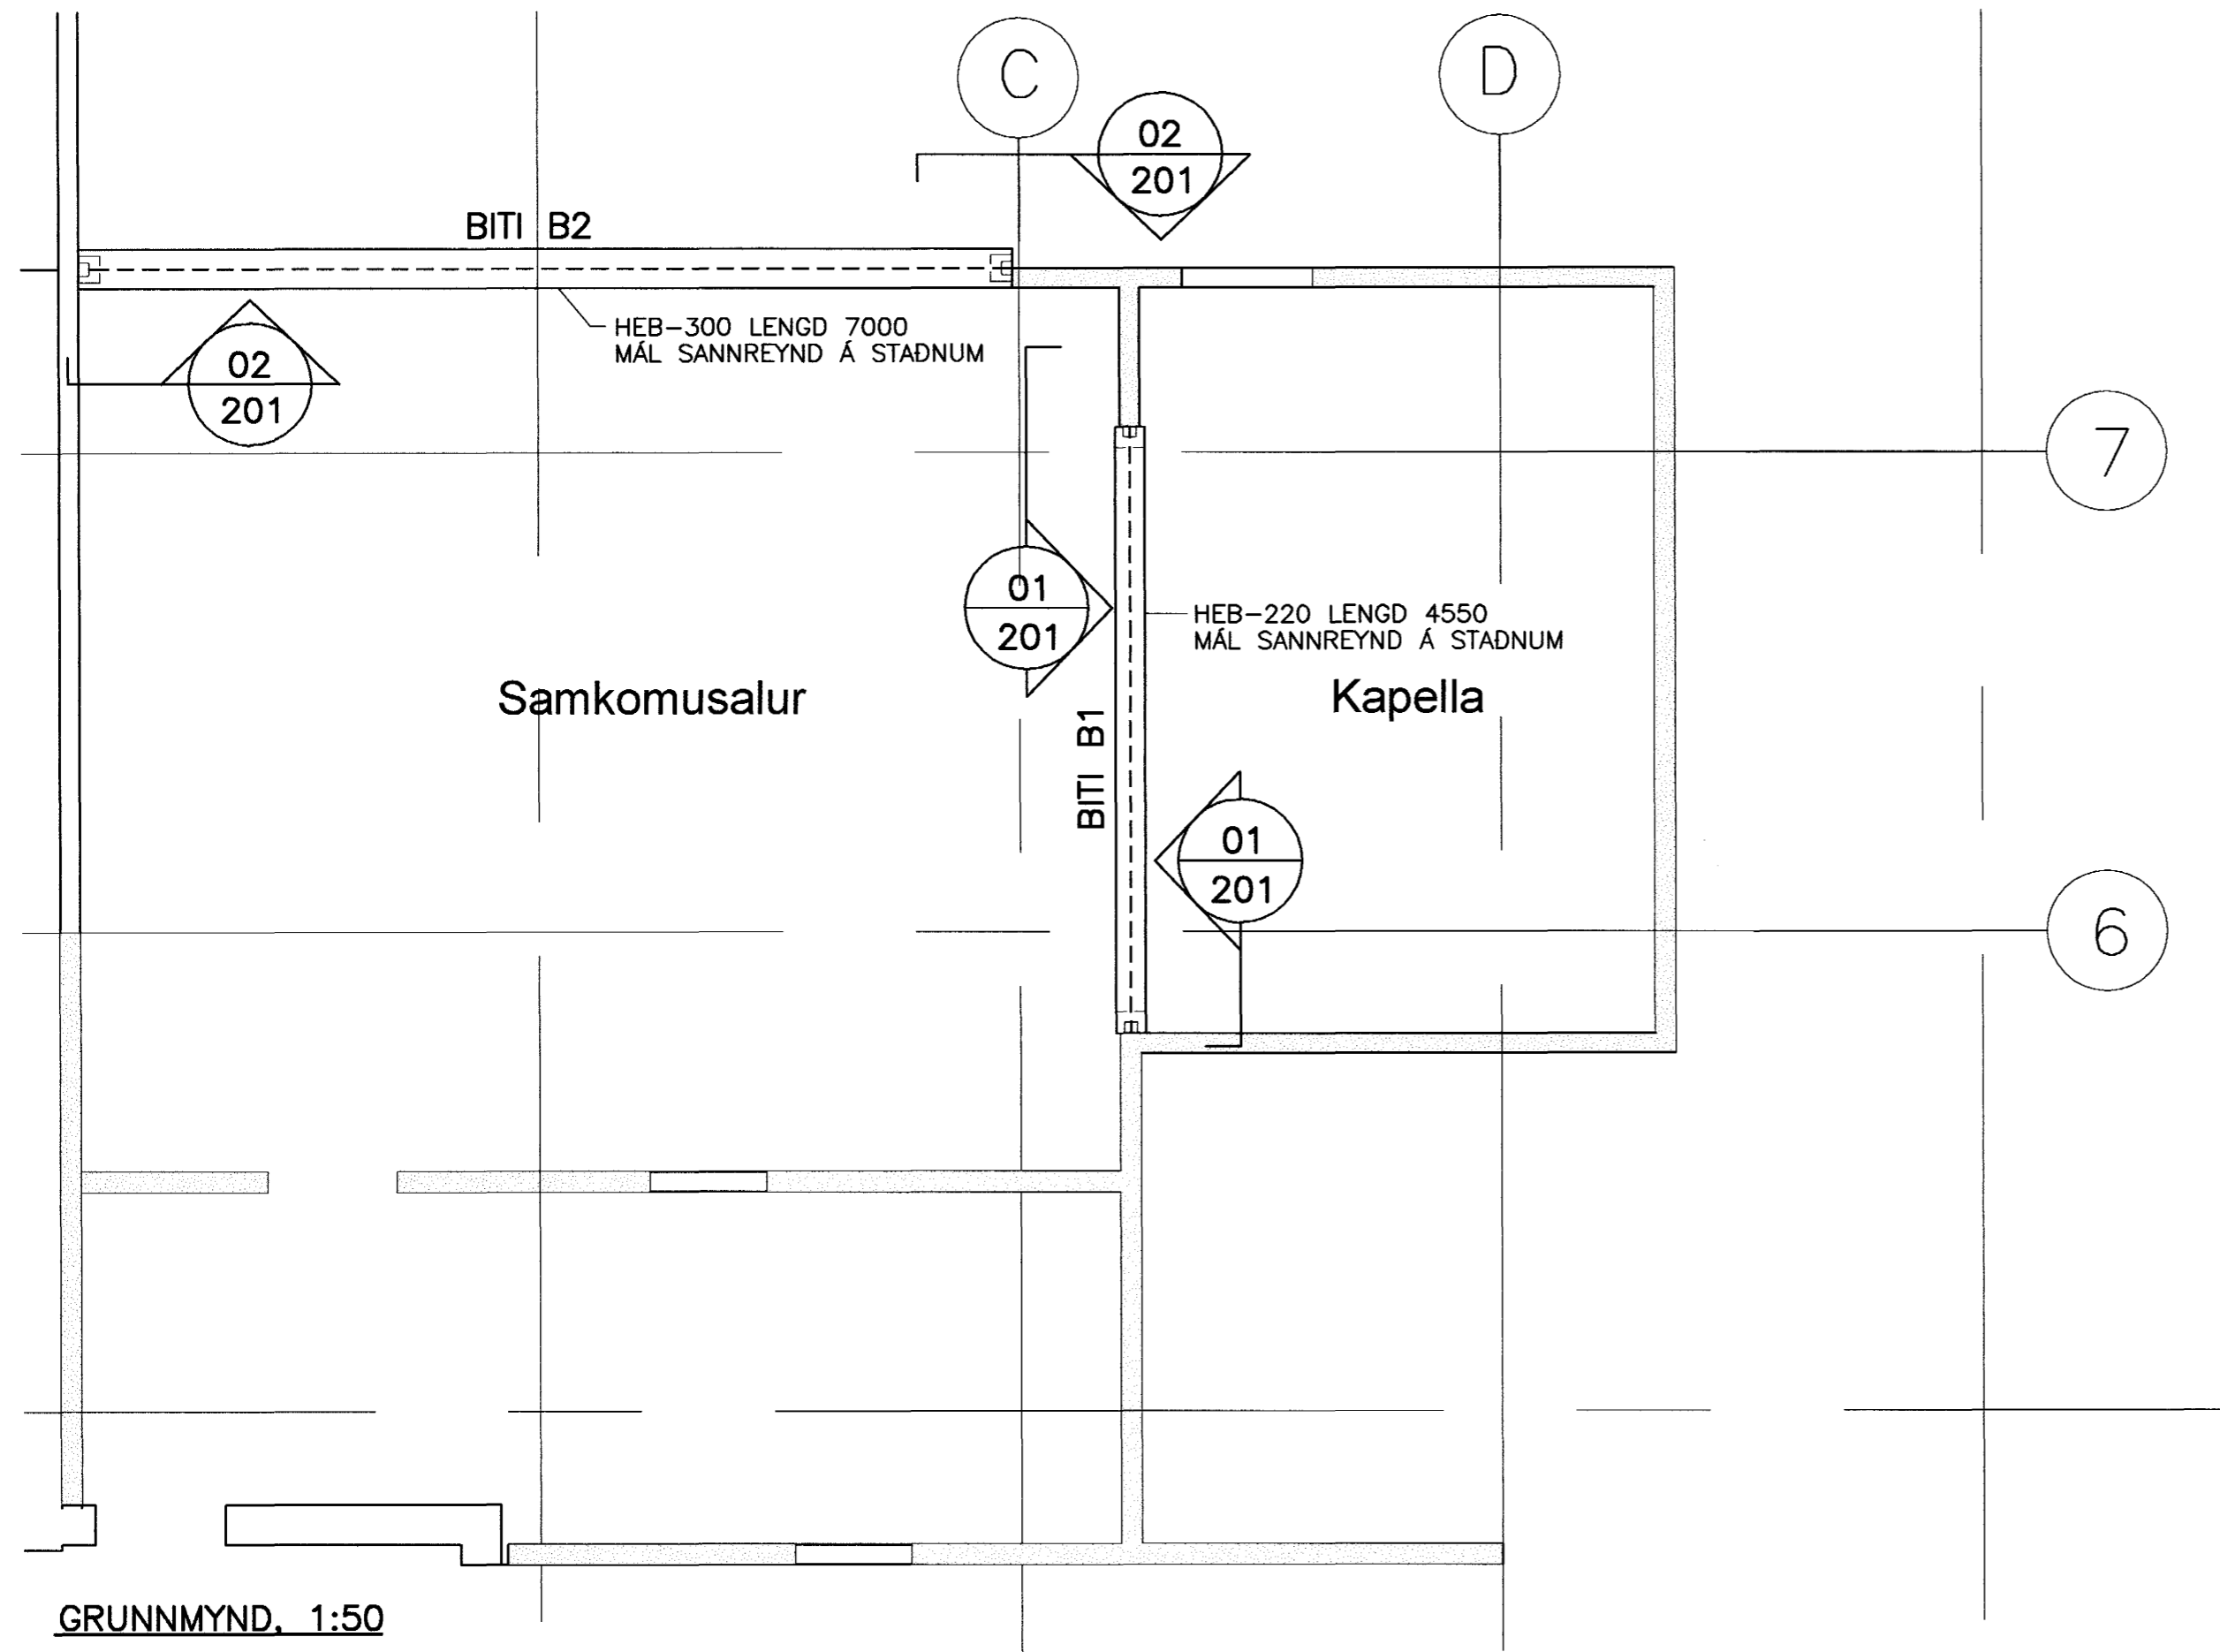 C
D
02
201
BITI B2
HEB-300 LENGD 7000
MÁL SANNREYND Á STAÐNUM
02
201
7
01
201
HEB-220 LENGD 4550
MÁL SANNREYND Á STAÐNUM
Samkomusalur
Kapella
BITI B1
01
201
6
GRUNNMYND, 1:50